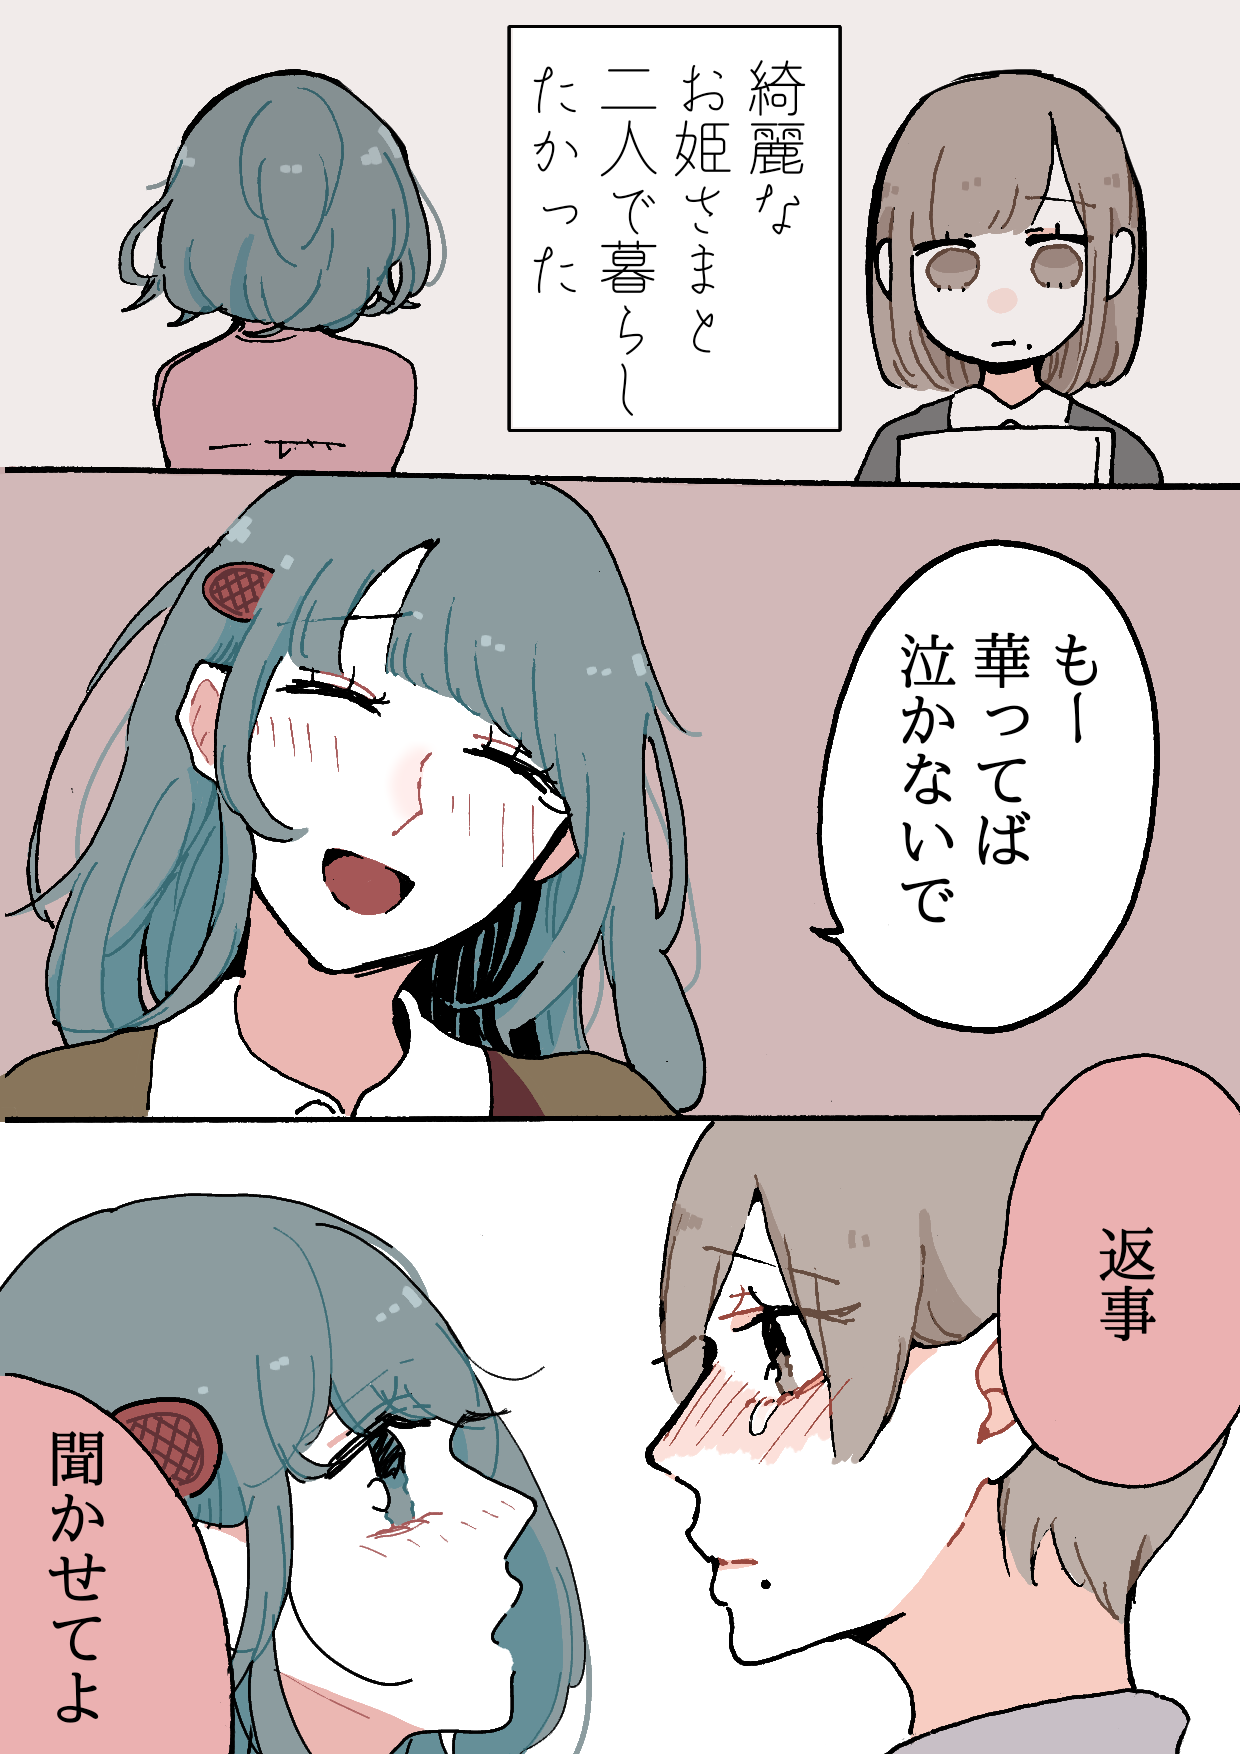 綺麗な
お姫さまと
二人で暮らし
たかった
もー
華ってば
泣かないで
返事
聞かせてよ